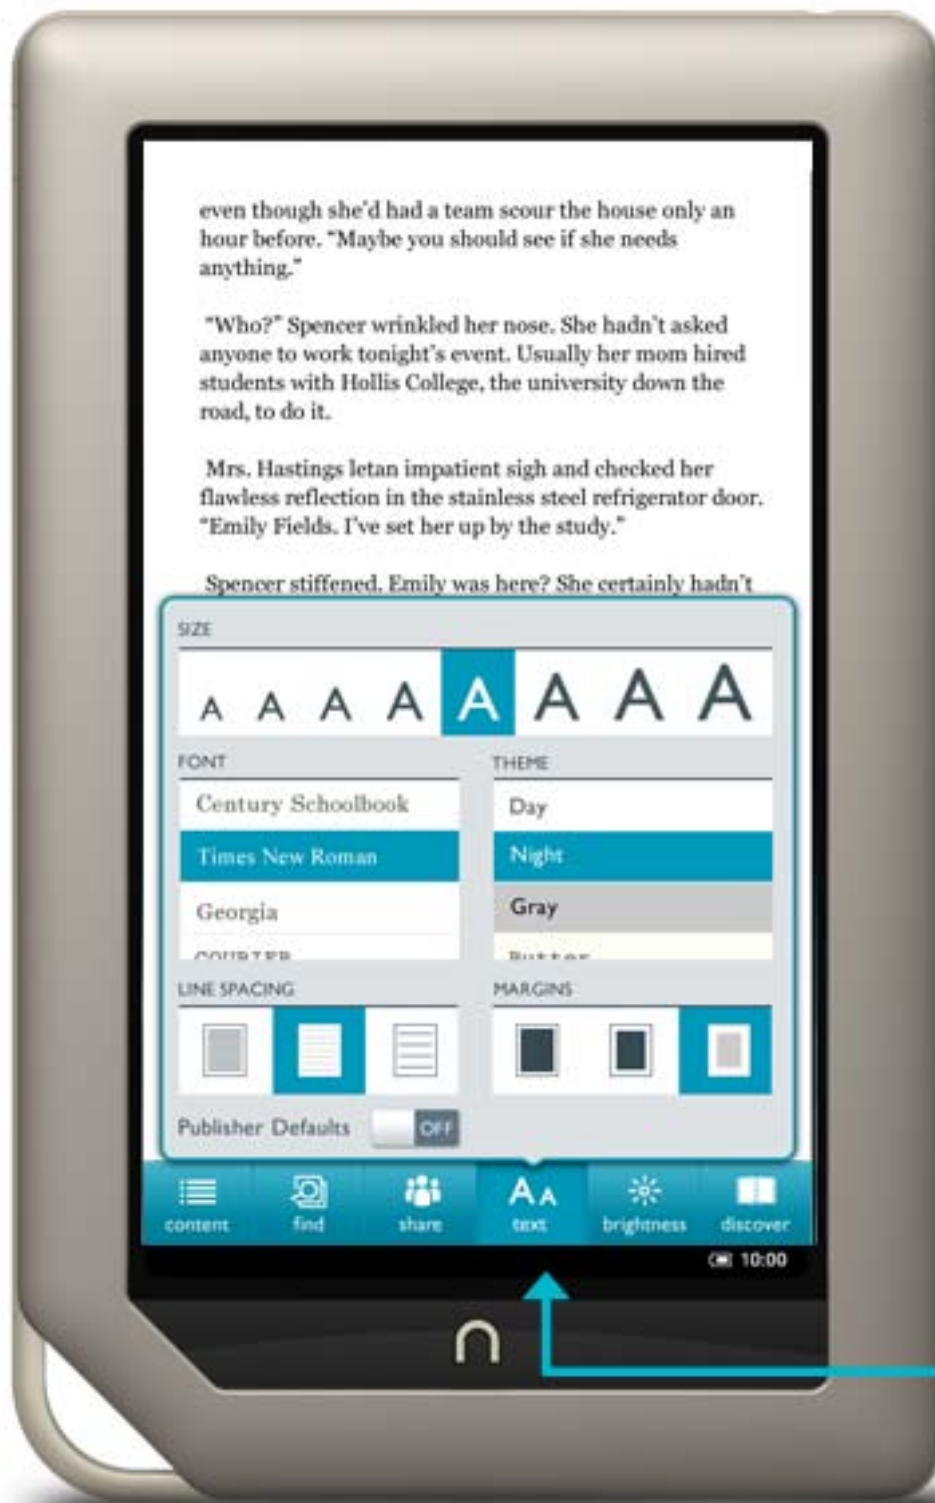 even though she'd had a team scour the house only an
hour before. "Maybe you should see if she needs
anything."
"Who?" Spencer wrinkled her nose. She hadn't asked
anyone to work tonight's event. Usually her mom hired
students with Hollis College, the university down the
road, to do it.
Mrs. Hastings letan impatient sigh and checked her
flawless reflection in the stainless steel refrigerator door.
"Emily Fields. I've set her up by the study."
Spencer stiffened. Emily was here? She certainly hadn't
SIZE
A A A A A A A A
FONT
Century Schoolbook
Times New Roman
Georgia
COURIER
THEME
Day
Night
Gray
Butter
LINE SPACING
MARGINS
Publisher Defaults OFF
content find share AA text brightness discover
10:00
n